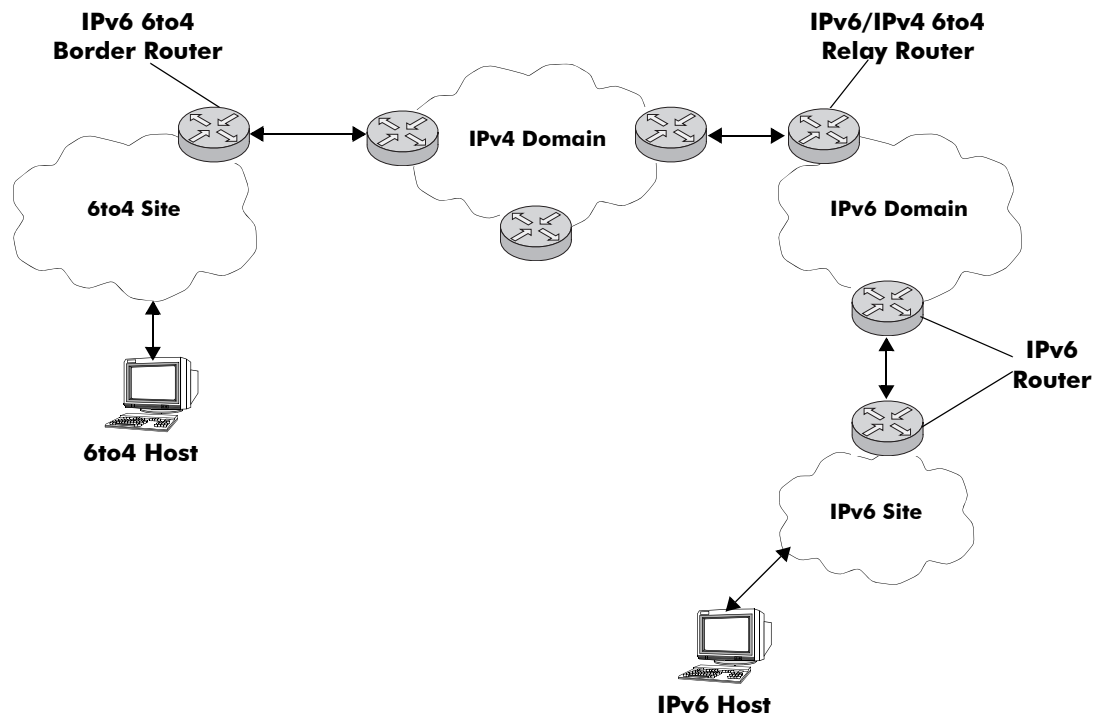 IPv6 6to4
Border Router
IPv6/IPv4 6to4
Relay Router
IPv4 Domain
6to4 Site
IPv6 Domain
IPv6
Router
6to4 Host
IPv6 Site
IPv6 Host